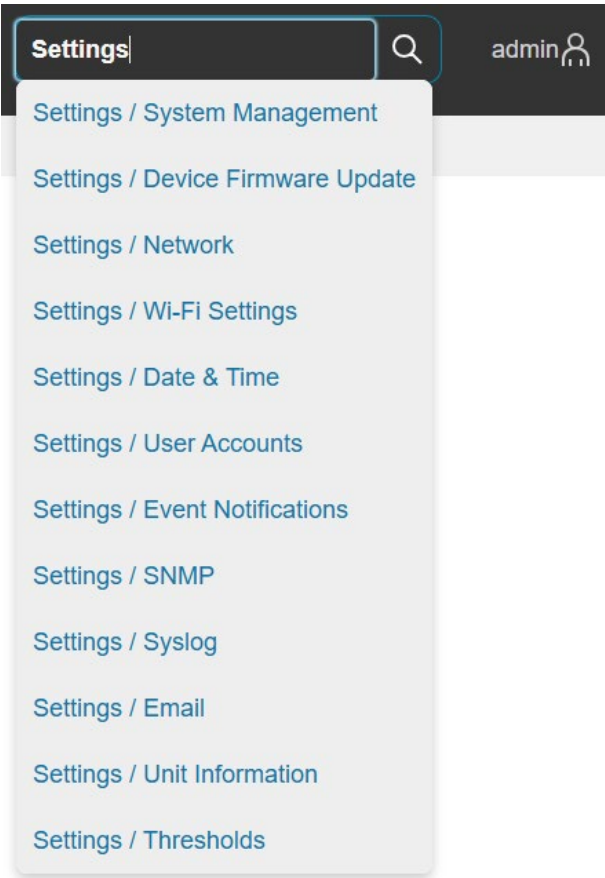 Settings
admin
Settings / System Management
Settings / Device Firmware Update
Settings / Network
Settings / Wi-Fi Settings
Settings / Date & Time
Settings / User Accounts
Settings / Event Notifications
Settings / SNMP
Settings / Syslog
Settings / Email
Settings / Unit Information
Settings / Thresholds